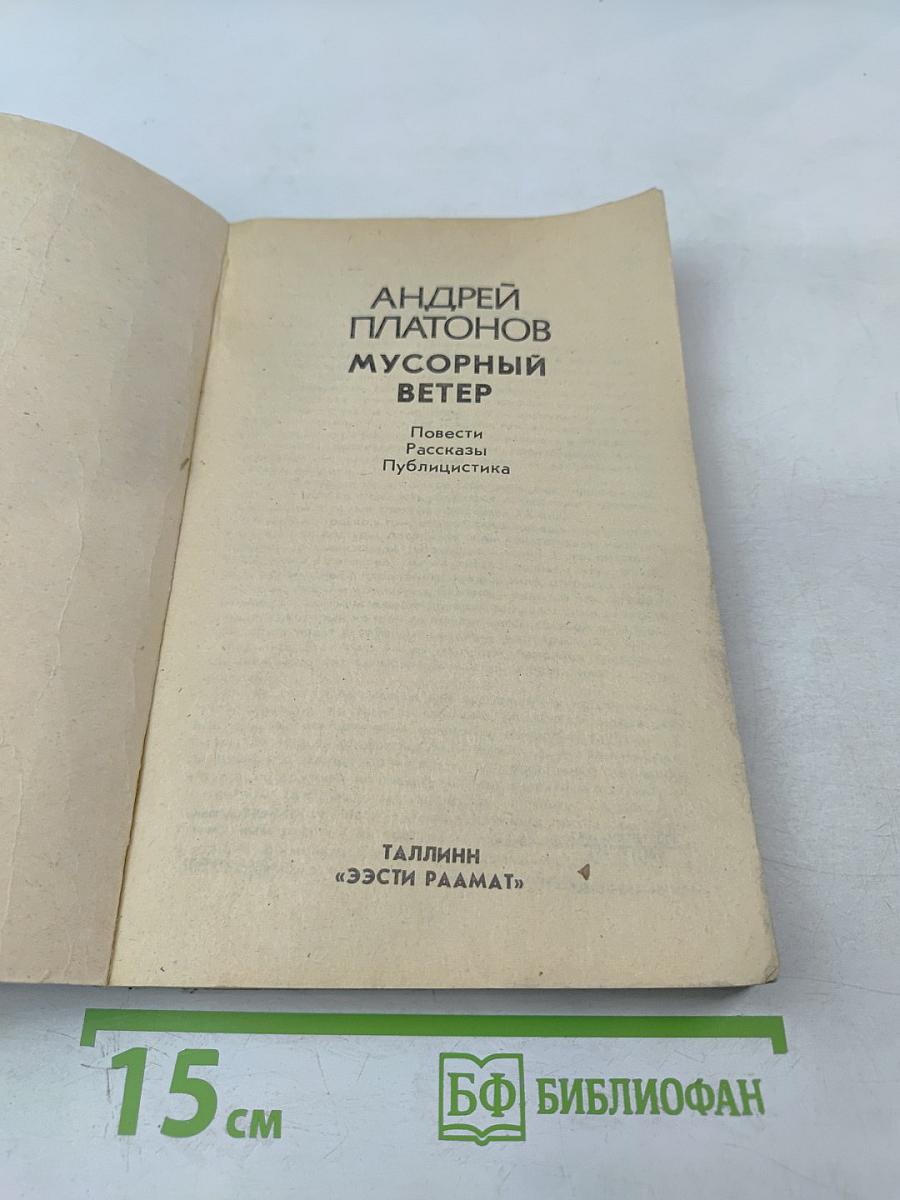 АНДРЕЙ
ПЛАТОНОВ
МУСОРНЫЙ
ВЕТЕР
Повести
Рассказы
Публицистика
ТАЛЛИНН
«ЭЭСТИ РААМАТ»
15 см
БФ БИБЛИОФАН